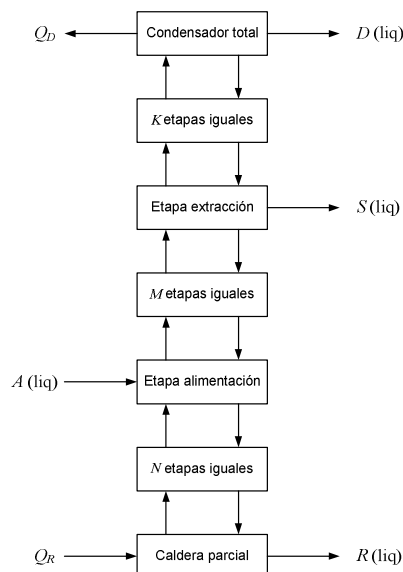 Q_D Condensador total D (liq)
K etapas iguales
Etapa extracción S (liq)
M etapas iguales
A (liq) Etapa alimentación
N etapas iguales
Q_R Caldera parcial R (liq)